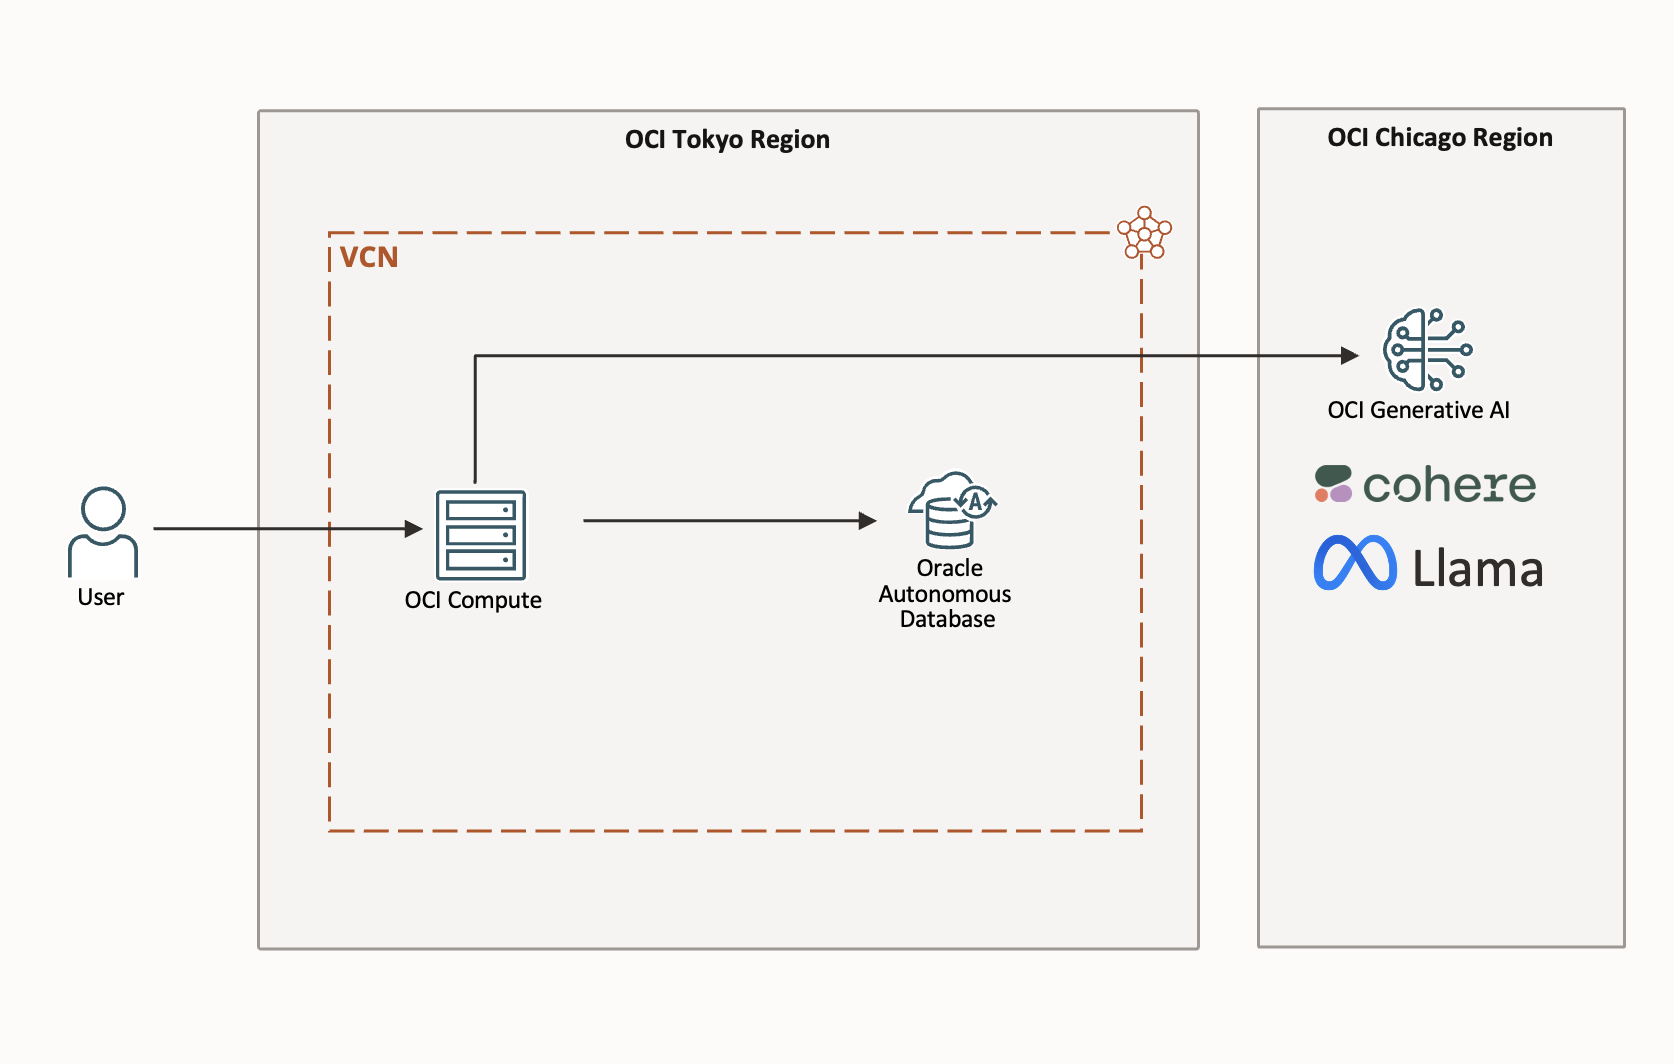 OCI Tokyo Region
OCI Chicago Region
VCN
OCI Generative AI
cohere
Llama
User
OCI Compute
A
Oracle
Autonomous
Database